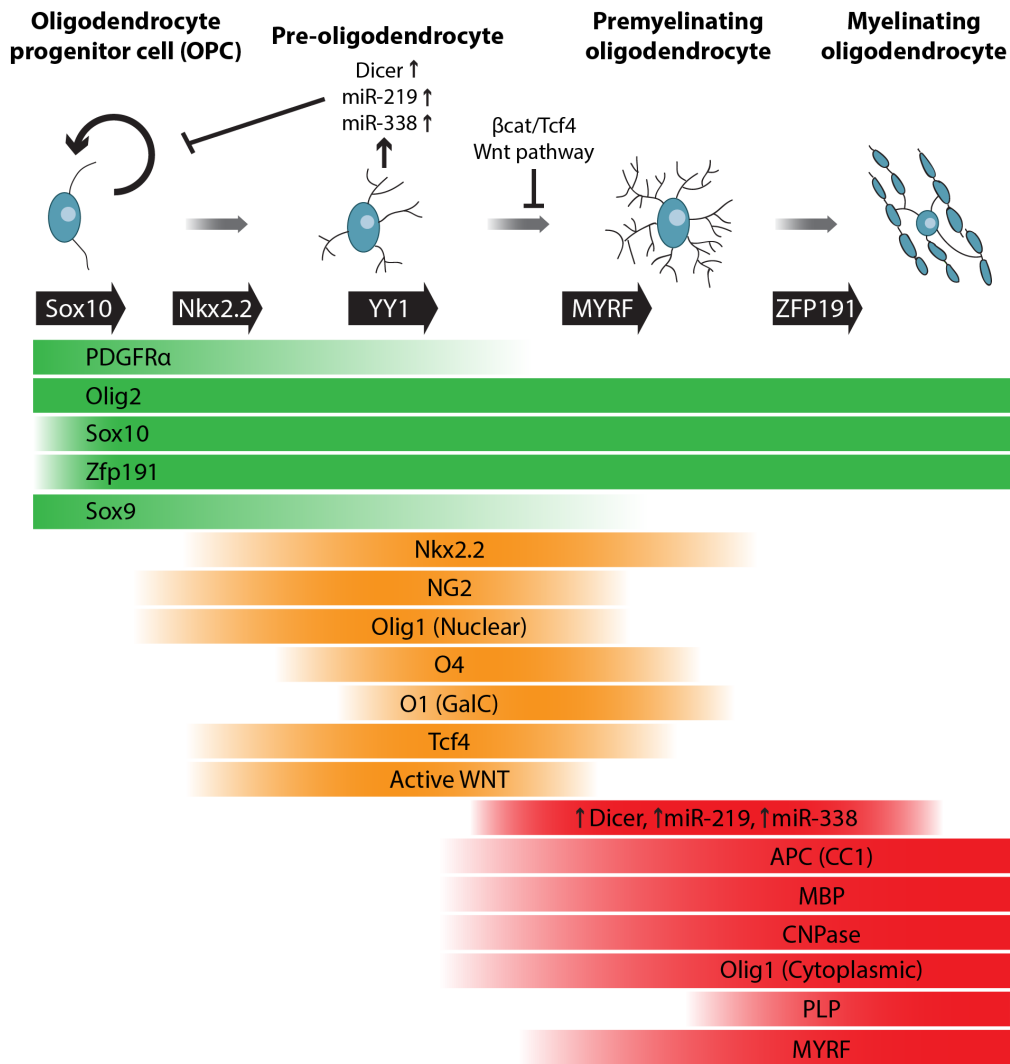 Oligodendrocyte
progenitor cell (OPC)
Pre-oligodendrocyte
Premyelinating
oligodendrocyte
Myelinating
oligodendrocyte
Dicer ↑
miR-219 ↑
miR-338 ↑
βcat/Tcf4
Wnt pathway
Sox10
Nkx2.2
YY1
MYRF
ZFP191
PDGFRα
Olig2
Sox10
Zfp191
Sox9
Nkx2.2
NG2
Olig1 (Nuclear)
O4
O1 (GalC)
Tcf4
Active WNT
↑Dicer, ↑miR-219, ↑miR-338
APC (CC1)
MBP
CNPase
Olig1 (Cytoplasmic)
PLP
MYRF